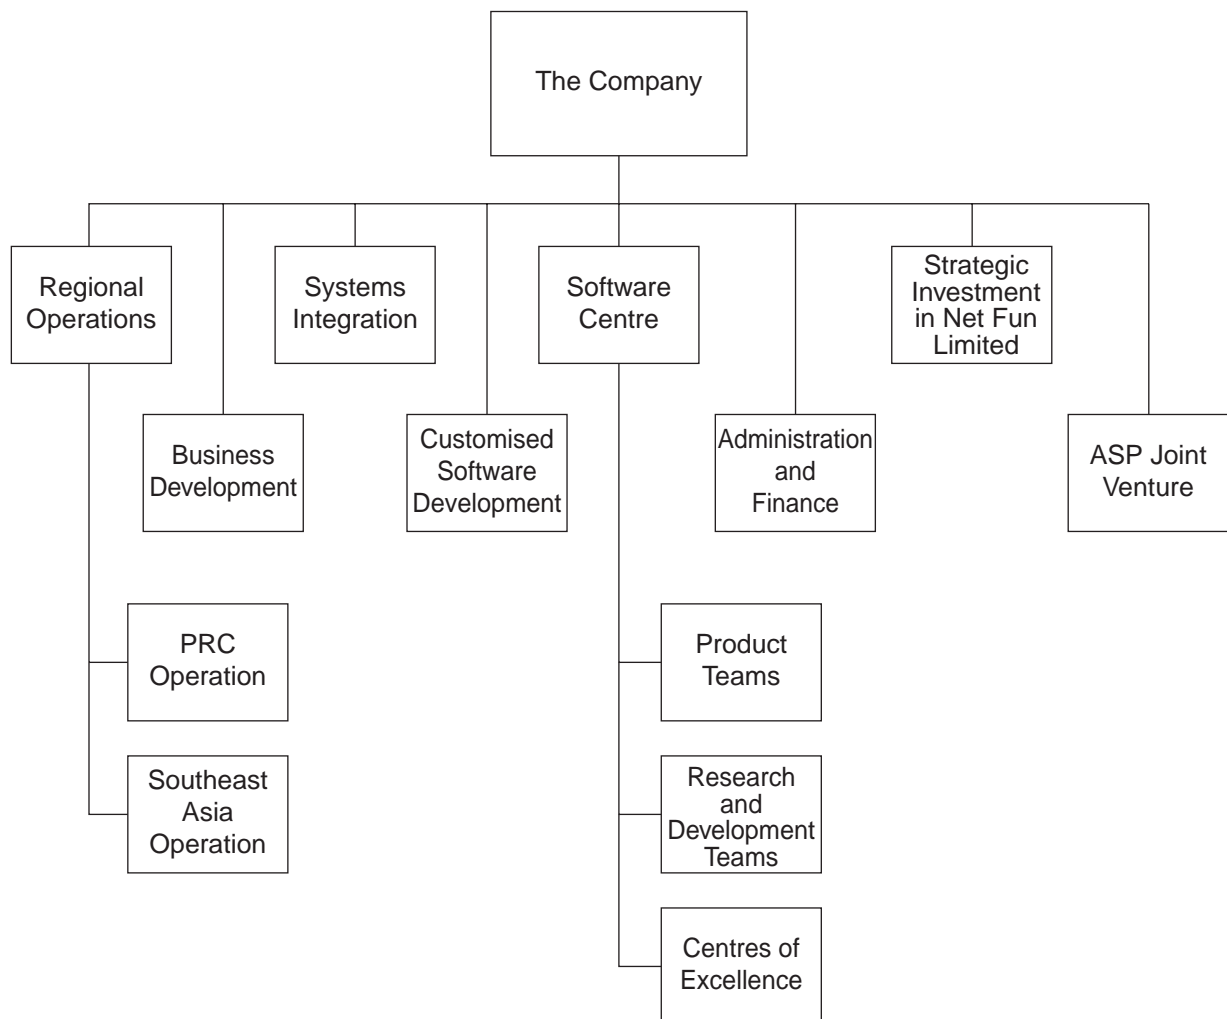 The Company
Regional
Operations
Systems
Integration
Software
Centre
Strategic
Investment
in Net Fun
Limited
Business
Development
Customised
Software
Development
Administration
and
Finance
ASP Joint
Venture
PRC
Operation
Product
Teams
Southeast
Asia
Operation
Research
and
Development
Teams
Centres of
Excellence